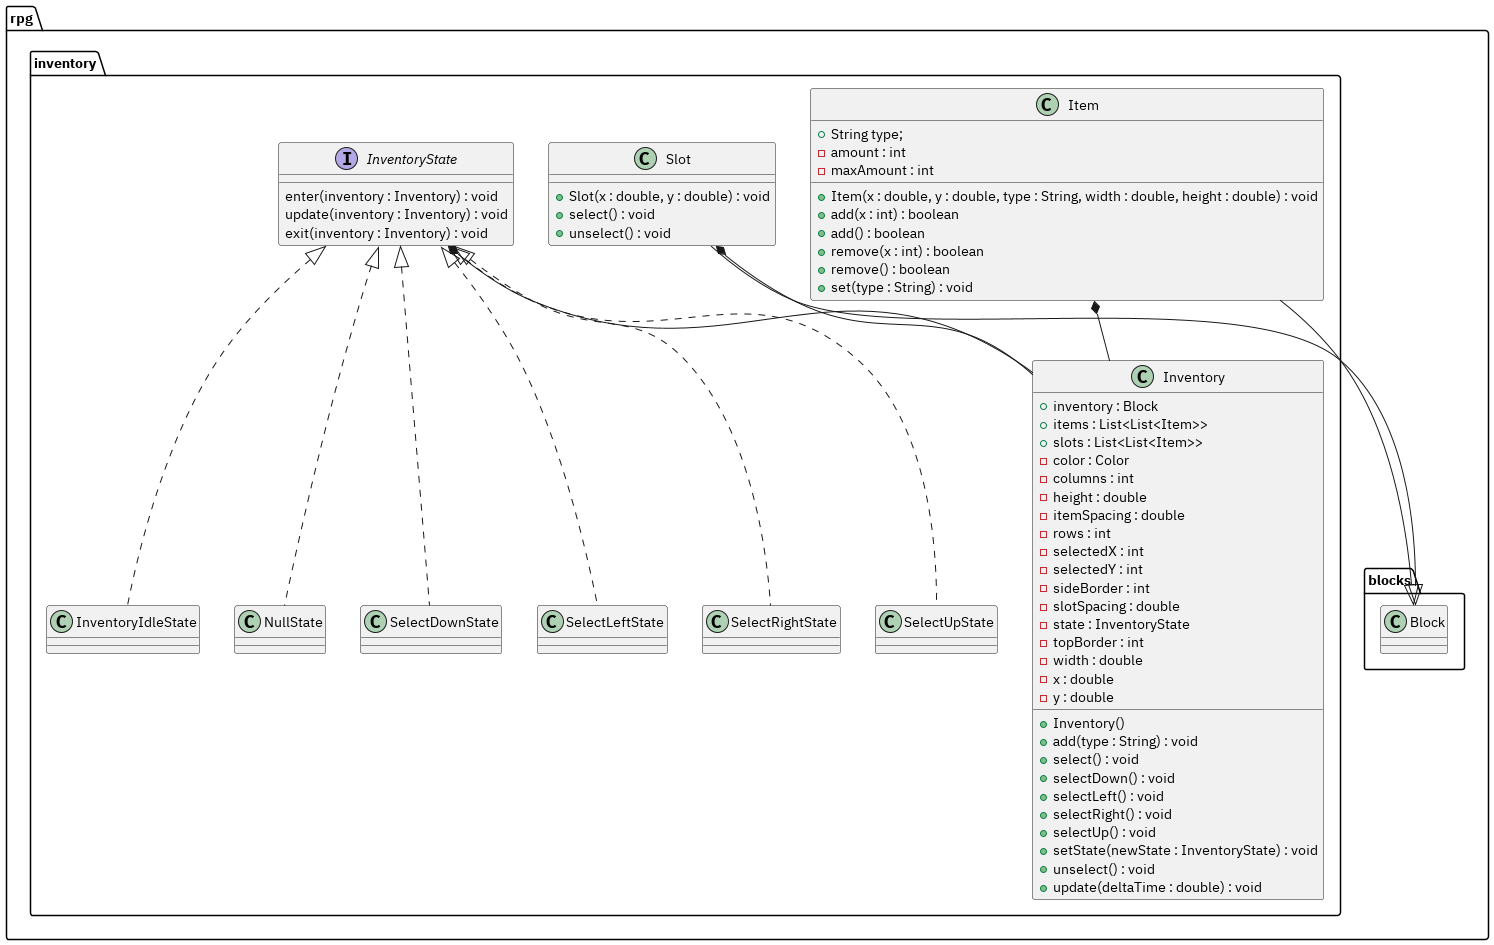 rpg
inventory
I InventoryState
enter(inventory : Inventory) : void
update(inventory : Inventory) : void
exit(inventory : Inventory) : void
C Slot
Slot(x : double, y : double) : void
select() : void
unselect() : void
C Item
String type;
amount : int
maxAmount : int
Item(x : double, y : double, type : String, width : double, height : double) : void
add(x : int) : boolean
add() : boolean
remove(x : int) : boolean
remove() : boolean
set(type : String) : void
C Inventory
inventory : Block
items : List<List<Item>>
slots : List<List<Item>>
color : Color
columns : int
height : double
itemSpacing : double
rows : int
selectedX : int
selectedY : int
sideBorder : int
slotSpacing : double
state : InventoryState
topBorder : int
width : double
x : double
y : double
Inventory()
add(type : String) : void
select() : void
selectDown() : void
selectLeft() : void
selectRight() : void
selectUp() : void
setState(newState : InventoryState) : void
unselect() : void
update(deltaTime : double) : void
C InventoryIdleState
C NullState
C SelectDownState
C SelectLeftState
C SelectRightState
C SelectUpState
blocks
C Block